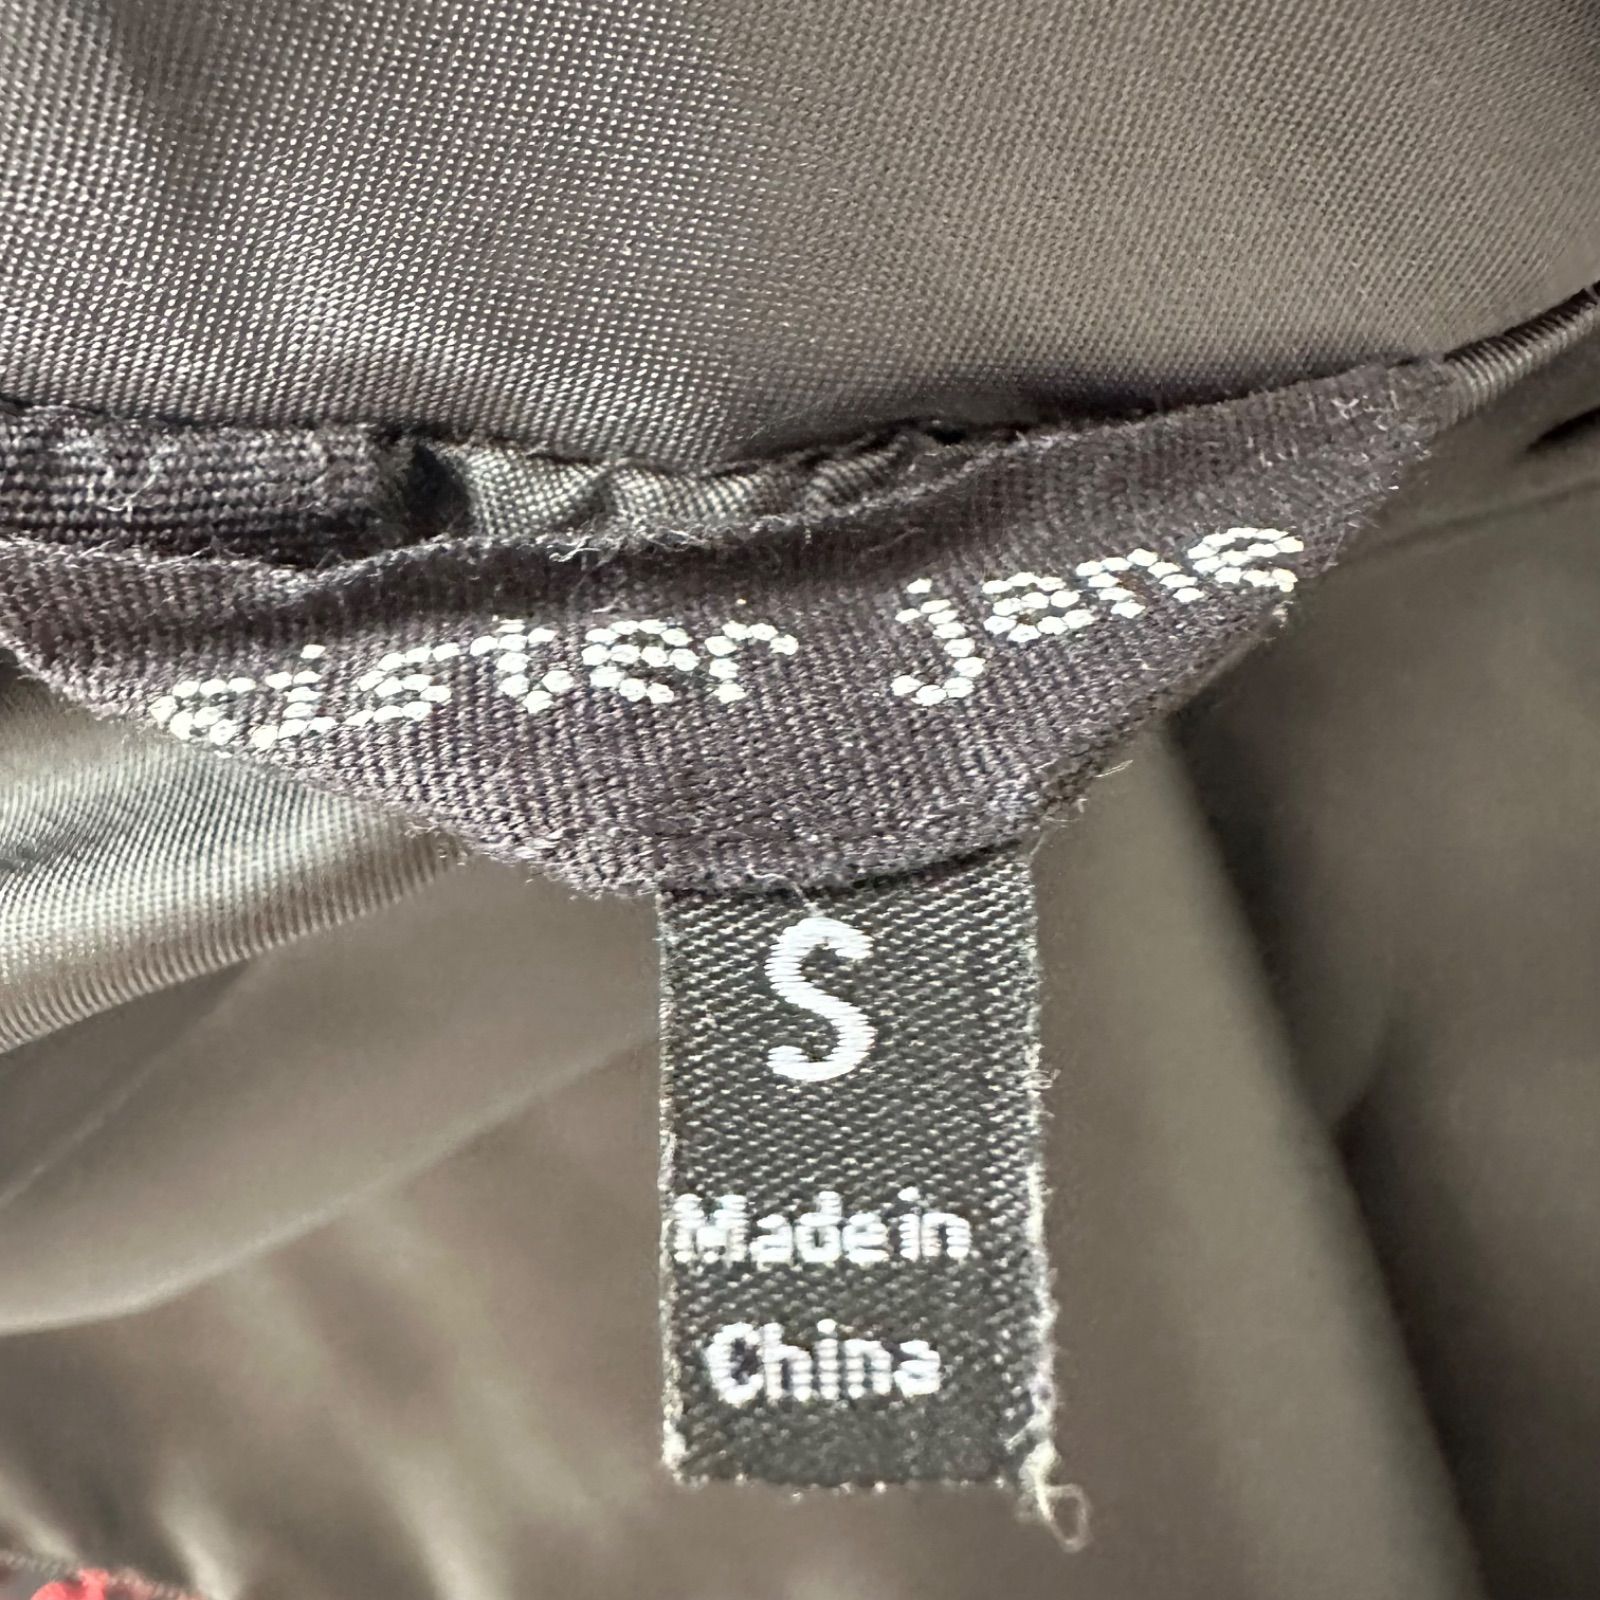 sister jane
S
Made in
China